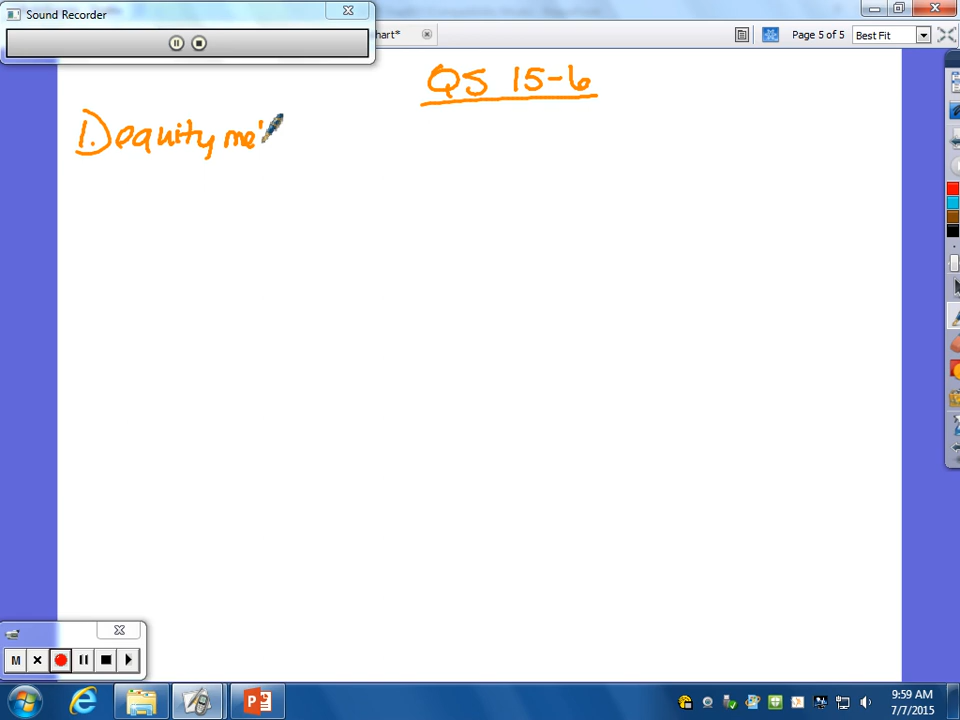 Sound Recorder
hart*
Page 5 of 5
Best Fit
QS 15-6
1. equity me
M
9:59 AM
7/7/2015